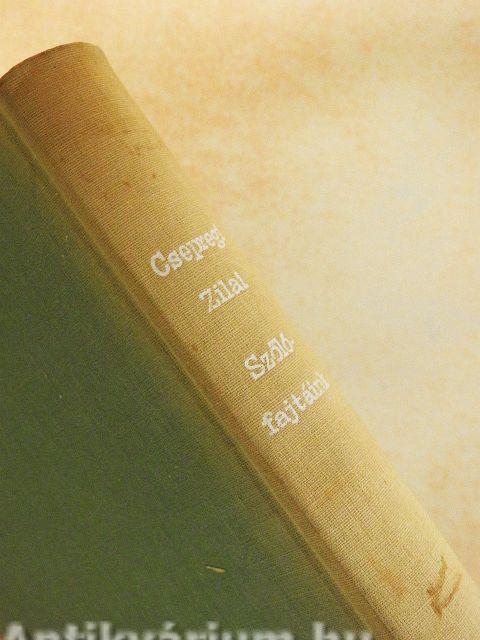 Csepregi
Zilai
Szőlő-
fajtáink
Antikvárium.hu